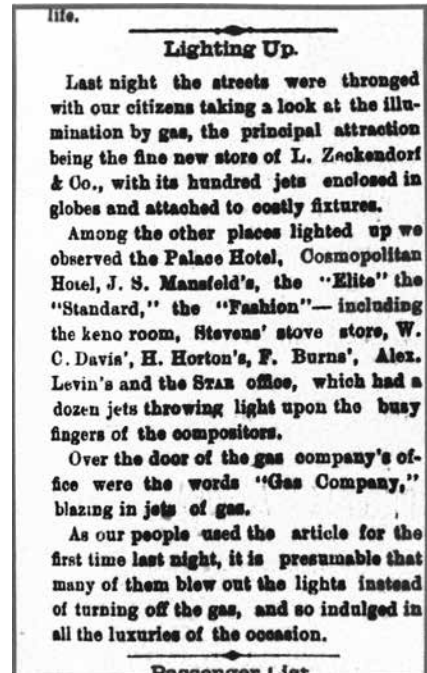 life.
Lighting Up.
Last night the streets were thronged
with our citizens taking a look at the illu-
mination by gas, the principal attraction
being the fine new store of L. Zeckendorf
& Co., with its hundred jets enclosed in
globes and attached to costly fixtures.
Among the other places lighted up we
observed the Palace Hotel, Cosmopolitan
Hotel, J. S. Mansfeld's, the "Elite" the
"Standard," the "Fashion"—including
the keno room, Stevens' stove store, W.
C. Davis', H. Horton's, F. Burns', Alex.
Levin's and the STAR office, which had a
dozen jets throwing light upon the busy
fingers of the compositors.
Over the door of the gas company's of-
fice were the words "Gas Company,"
blazing in jets of gas.
As our people used the article for the
first time last night, it is presumable that
many of them blew out the lights instead
of turning off the gas, and so indulged in
all the luxuries of the occasion.
Passenger List